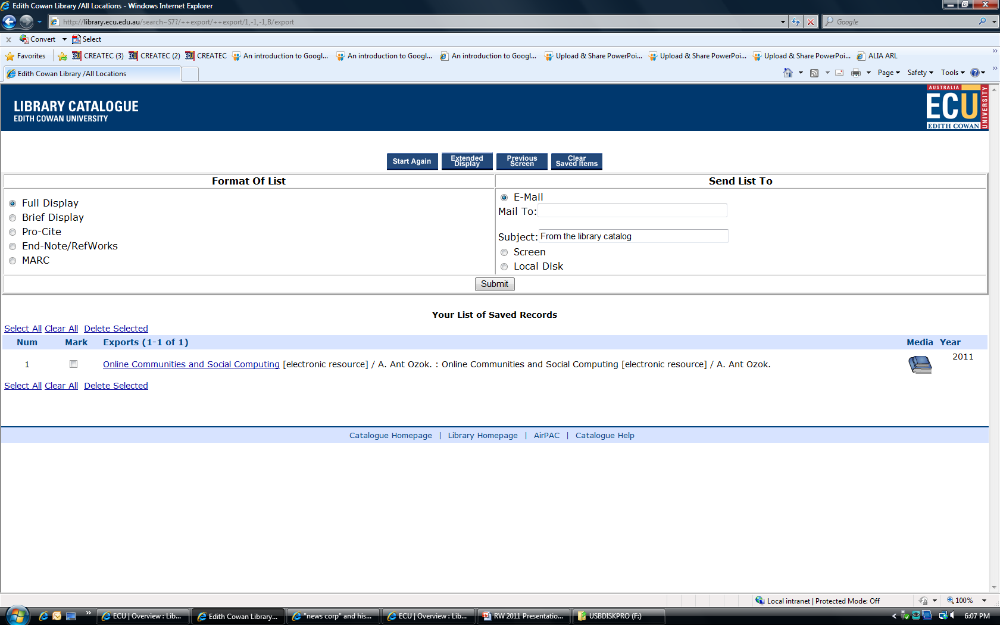 Edith Cowan Library /All Locations - Windows Internet Explorer
http://library.ecu.edu.au/search~S7?/++export/++export/1,-1,-1,B/export
Google
x Convert Select
Favorites CREATEC (3) CREATEC (2) CREATEC An introduction to Googl... An introduction to Googl... An introduction to Googl... Upload & Share PowerPoi... Upload & Share PowerPoi... Upload & Share PowerPoi... ALIA ARL
Edith Cowan Library /All Locations
Page Safety Tools
LIBRARY CATALOGUE
EDITH COWAN UNIVERSITY
AUSTRALIA
ECU
EDITH COWAN
UNIVERSITY
Start Again
Extended Display
Previous Screen
Clear Saved Items
Format Of List
Send List To
Full Display
Brief Display
Pro-Cite
End-Note/RefWorks
MARC
E-Mail
Mail To:
Subject: From the library catalog
Screen
Local Disk
Submit
Your List of Saved Records
Select All Clear All Delete Selected
Num Mark Exports (1-1 of 1) Media Year
1 Online Communities and Social Computing [electronic resource] / A. Ant Ozok. : Online Communities and Social Computing [electronic resource] / A. Ant Ozok. 2011
Select All Clear All Delete Selected
Catalogue Homepage | Library Homepage | AirPAC | Catalogue Help
Local intranet | Protected Mode: Off
100%
ECU | Overview : Lib... Edith Cowan Library... "news corp" and his... ECU | Overview : Lib... RW 2011 Presentatio... USBDISKPRO (F:) 6:07 PM